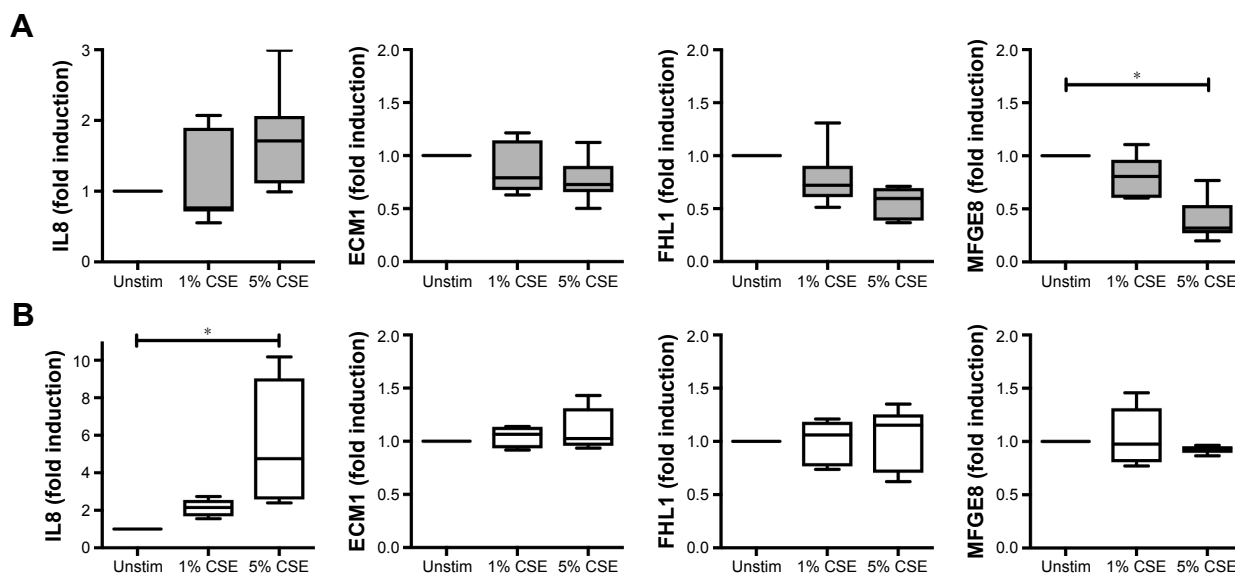 A
IL8 (fold induction)
3
2
1
0
Unstim 1% CSE 5% CSE
ECM1 (fold induction)
2.0
1.5
1.0
0.5
0.0
Unstim 1% CSE 5% CSE
FHL1 (fold induction)
2.0
1.5
1.0
0.5
0.0
Unstim 1% CSE 5% CSE
MFGE8 (fold induction)
2.0
1.5
1.0
0.5
0.0
*
Unstim 1% CSE 5% CSE
B
IL8 (fold induction)
10
8
6
4
2
0
*
Unstim 1% CSE 5% CSE
ECM1 (fold induction)
2.0
1.5
1.0
0.5
0.0
Unstim 1% CSE 5% CSE
FHL1 (fold induction)
2.0
1.5
1.0
0.5
0.0
Unstim 1% CSE 5% CSE
MFGE8 (fold induction)
2.0
1.5
1.0
0.5
0.0
Unstim 1% CSE 5% CSE